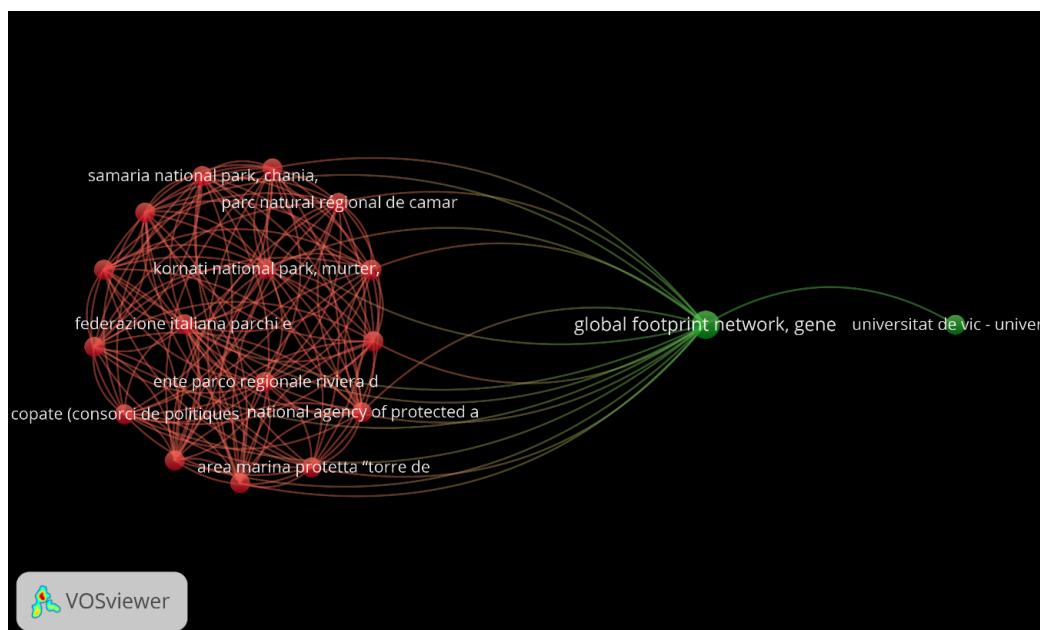 samaria national park, chania,
parc natural régional de camar
kornati national park, murter,
federazione italiana parchi e
global footprint network, gene
universitat de vic - univer
ente parco regionale riviera d
copate (consorci de politiques
national agency of protected a
area marina protetta “torre de
VOSviewer